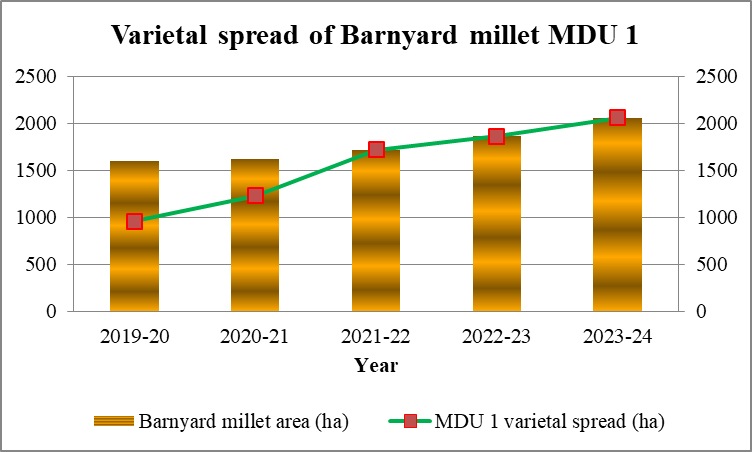 Varietal spread of Barnyard millet MDU 1
2500 2500
2000 2000
1500 1500
1000 1000
500 500
0 0
2019-20 2020-21 2021-22 2022-23 2023-24
Year
Barnyard millet area (ha) MDU 1 varietal spread (ha)